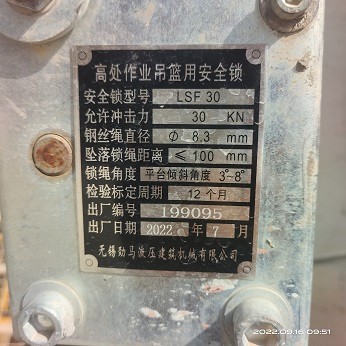 高处作业吊篮用安全锁
安全锁型号 LSF 30
允许冲击力 30 KN
钢丝绳直径 Φ 8.3 mm
坠落锁绳距离 ≤ 100 mm
锁绳角度 平台倾斜角度 3°~8°
检验标定周期 12 个月
出厂编号 199095
出厂日期 2022 年 7 月
无锡劲马液压建筑机械有限公司
2022.09.16 09:51